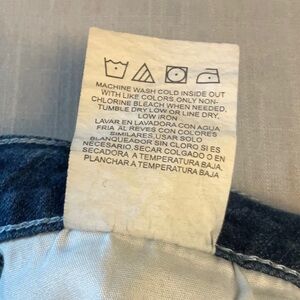 MACHINE WASH COLD INSIDE OUT
WITH LIKE COLORS, ONLY NON-
CHLORINE BLEACH WHEN NEEDED,
TUMBLE DRY LOW OR LINE DRY,
LOW IRON
LAVAR EN LAVADORA CON AGUA
FRIA AL REVES CON COLORES
SIMILARES, USAR SOLO
BLANQUEADOR SIN CLORO SI ES
NECESARIO, SECAR COLGADO O EN
SECADORA A TEMPERATURA BAJA,
PLANCHAR A TEMPERATURA BAJA